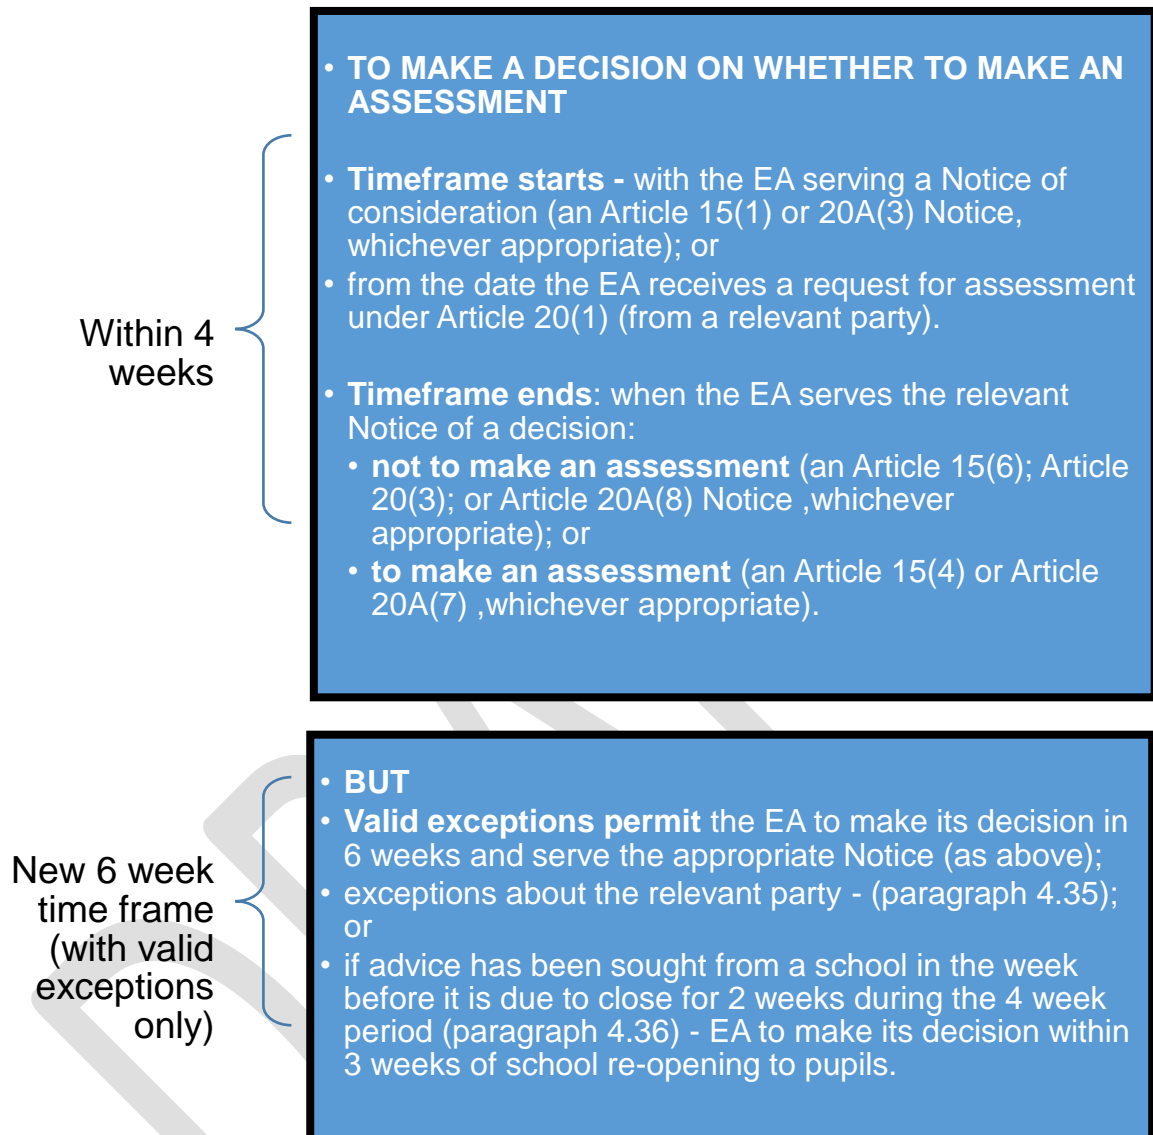 • TO MAKE A DECISION ON WHETHER TO MAKE AN
ASSESSMENT
• Timeframe starts - with the EA serving a Notice of
consideration (an Article 15(1) or 20A(3) Notice,
whichever appropriate); or
• from the date the EA receives a request for assessment
under Article 20(1) (from a relevant party).
Within 4
weeks
• Timeframe ends: when the EA serves the relevant
Notice of a decision:
• not to make an assessment (an Article 15(6); Article
20(3); or Article 20A(8) Notice ,whichever
appropriate); or
• to make an assessment (an Article 15(4) or Article
20A(7) ,whichever appropriate).
New 6 week
time frame
(with valid
exceptions
only)
• BUT
• Valid exceptions permit the EA to make its decision in
6 weeks and serve the appropriate Notice (as above);
• exceptions about the relevant party - (paragraph 4.35);
or
• if advice has been sought from a school in the week
before it is due to close for 2 weeks during the 4 week
period (paragraph 4.36) - EA to make its decision within
3 weeks of school re-opening to pupils.